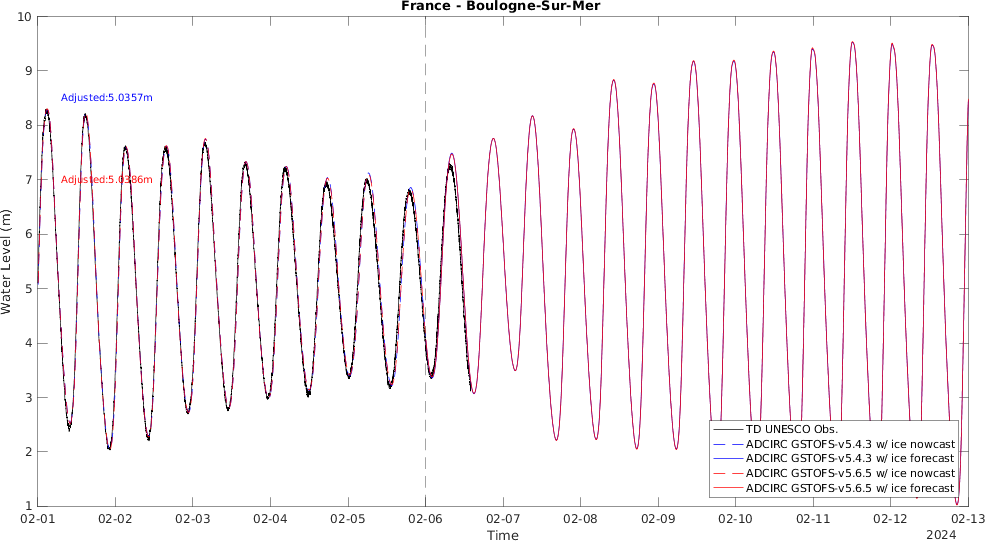 France - Boulogne-Sur-Mer
10
9
Adjusted:5.0357m
8
7
Adjusted:5.0386m
6
5
4
3
2
1
Water Level (m)
TD UNESCO Obs.
ADCIRC GSTOFS-v5.4.3 w/ ice nowcast
ADCIRC GSTOFS-v5.4.3 w/ ice forecast
ADCIRC GSTOFS-v5.6.5 w/ ice nowcast
ADCIRC GSTOFS-v5.6.5 w/ ice forecast
02-01 02-02 02-03 02-04 02-05 02-06 02-07 02-08 02-09 02-10 02-11 02-12 02-13
Time
2024